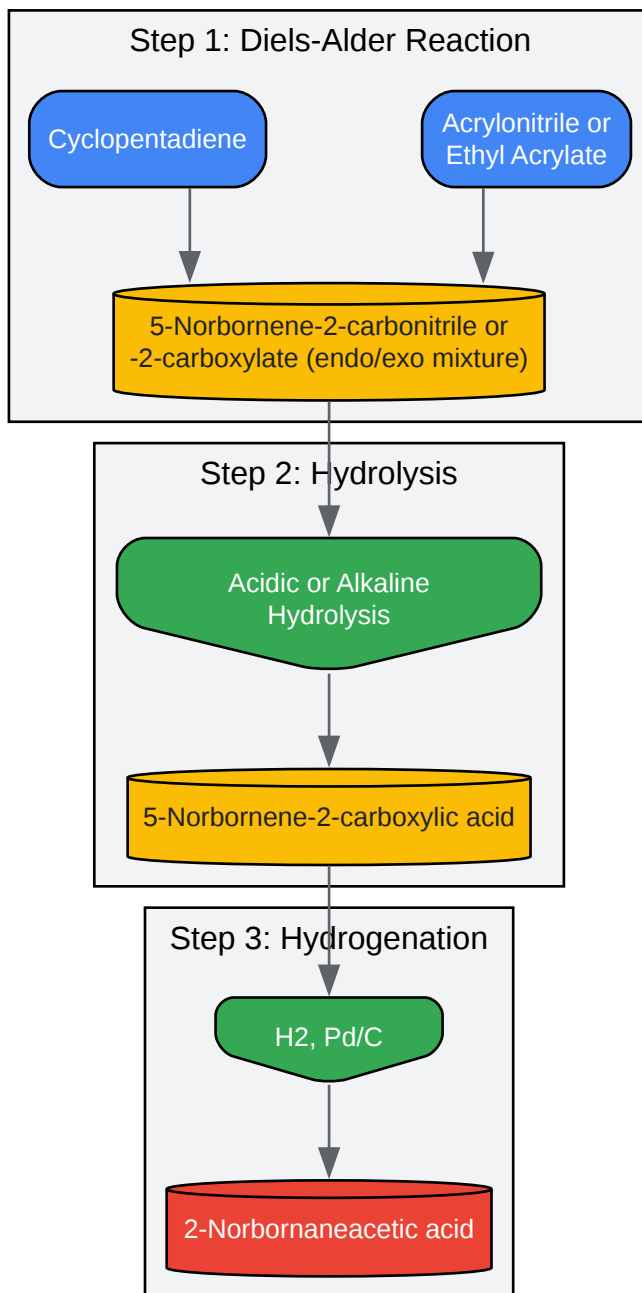 Step 1: Diels-Alder Reaction
Cyclopentadiene
Acrylonitrile or
Ethyl Acrylate
5-Norbornene-2-carbonitrile or
-2-carboxylate (endo/exo mixture)
Step 2: Hydrolysis
Acidic or Alkaline
Hydrolysis
5-Norbornene-2-carboxylic acid
Step 3: Hydrogenation
H2, Pd/C
2-Norbornaneacetic acid